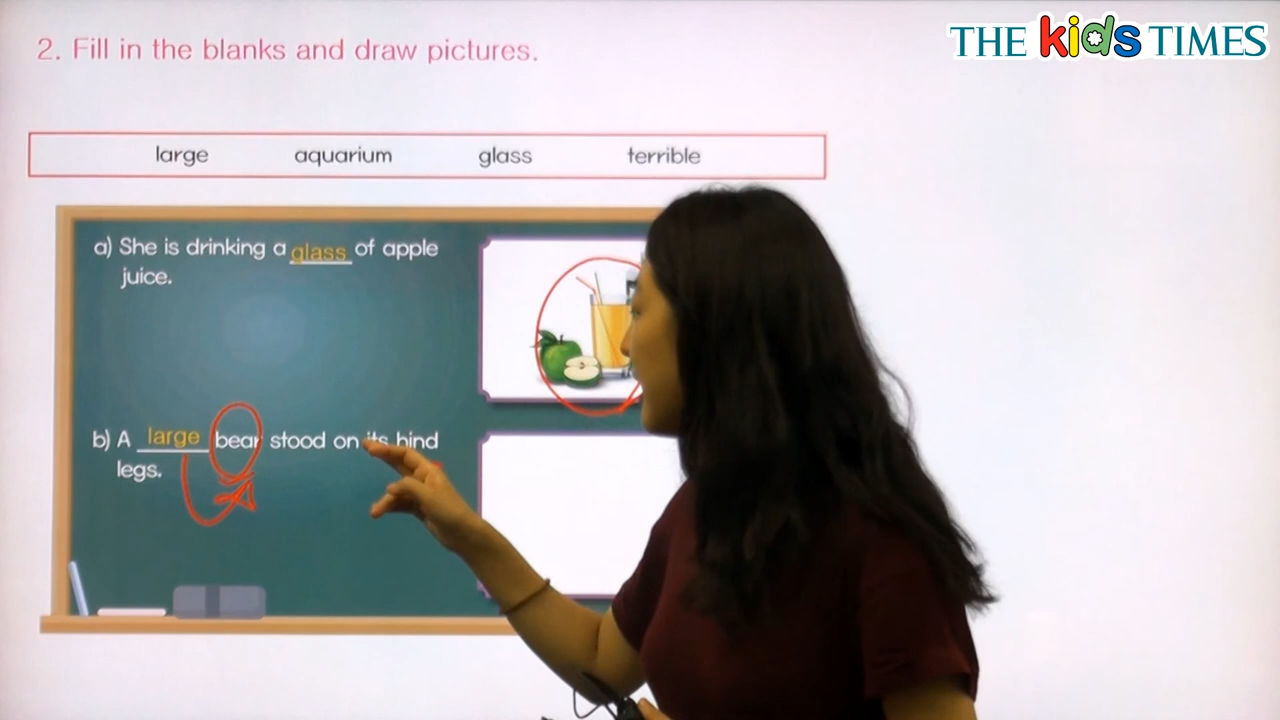 THE kids TIMES
2. Fill in the blanks and draw pictures.
large aquarium glass terrible
a) She is drinking a glass of apple
juice.
b) A large bear stood on its hind
legs.